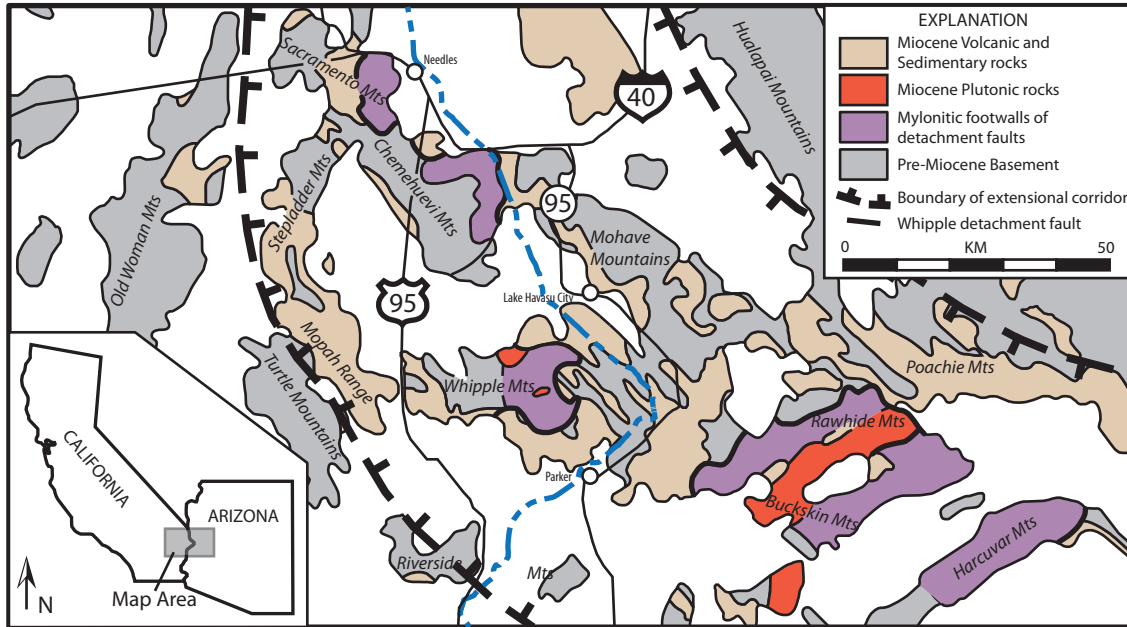 EXPLANATION
Miocene Volcanic and
Sedimentary rocks
Miocene Plutonic rocks
Mylonitic footwalls of
detachment faults
Pre-Miocene Basement
Boundary of extensional corridor
Whipple detachment fault
0 KM 50
Sacramento Mts
Needles
40
Hualapai Mountains
Old Woman Mts
Stepladder Mts
Chemehuevi Mts
95
Mohave
Mountains
95
Lake Havasu City
Mopah Range
Turtle Mountains
Whipple Mts
Poachie Mts
Rawhide Mts
Parker
Buckskin Mts
Harcuvar Mts
Riverside
Mts
CALIFORNIA
ARIZONA
Map Area
N